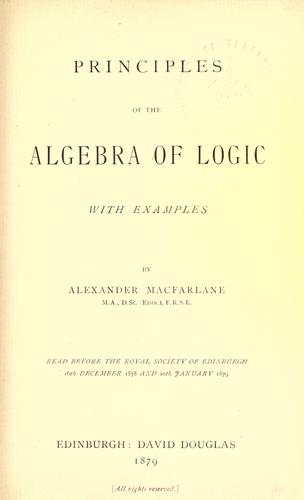 PRINCIPLES
OF THE
ALGEBRA OF LOGIC
WITH EXAMPLES
BY
ALEXANDER MACFARLANE
M.A., D.Sc. (EDIN.), F.R.S.E.
READ BEFORE THE ROYAL SOCIETY OF EDINBURGH
16th DECEMBER 1878 AND 20th JANUARY 1879
EDINBURGH: DAVID DOUGLAS
1879
[All rights reserved.]